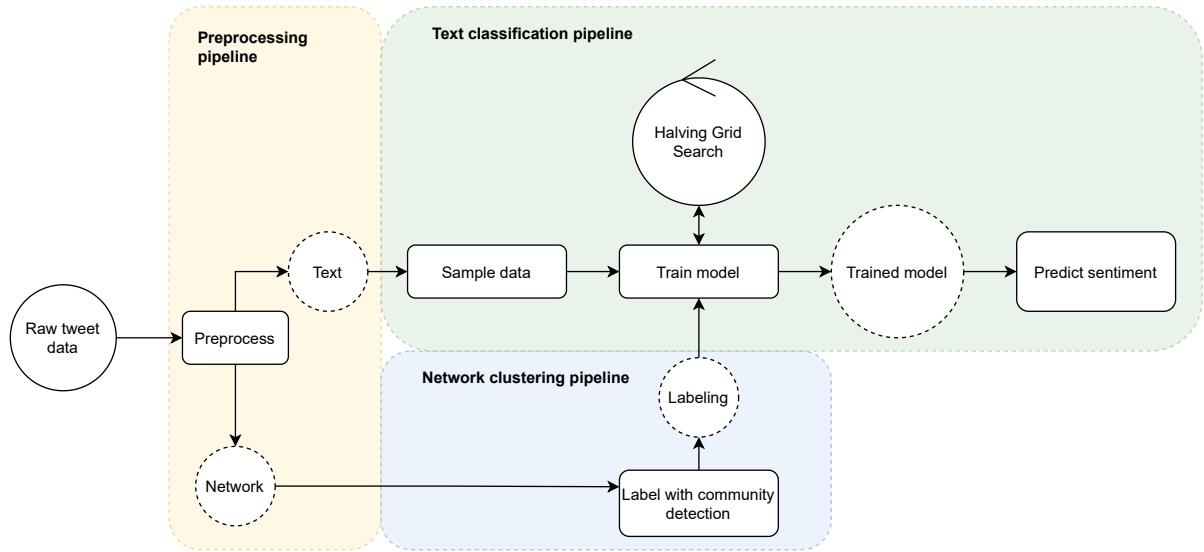 Preprocessing
pipeline
Text classification pipeline
Halving Grid
Search
Text
Sample data
Train model
Trained model
Predict sentiment
Raw tweet
data
Preprocess
Network clustering pipeline
Labeling
Network
Label with community
detection